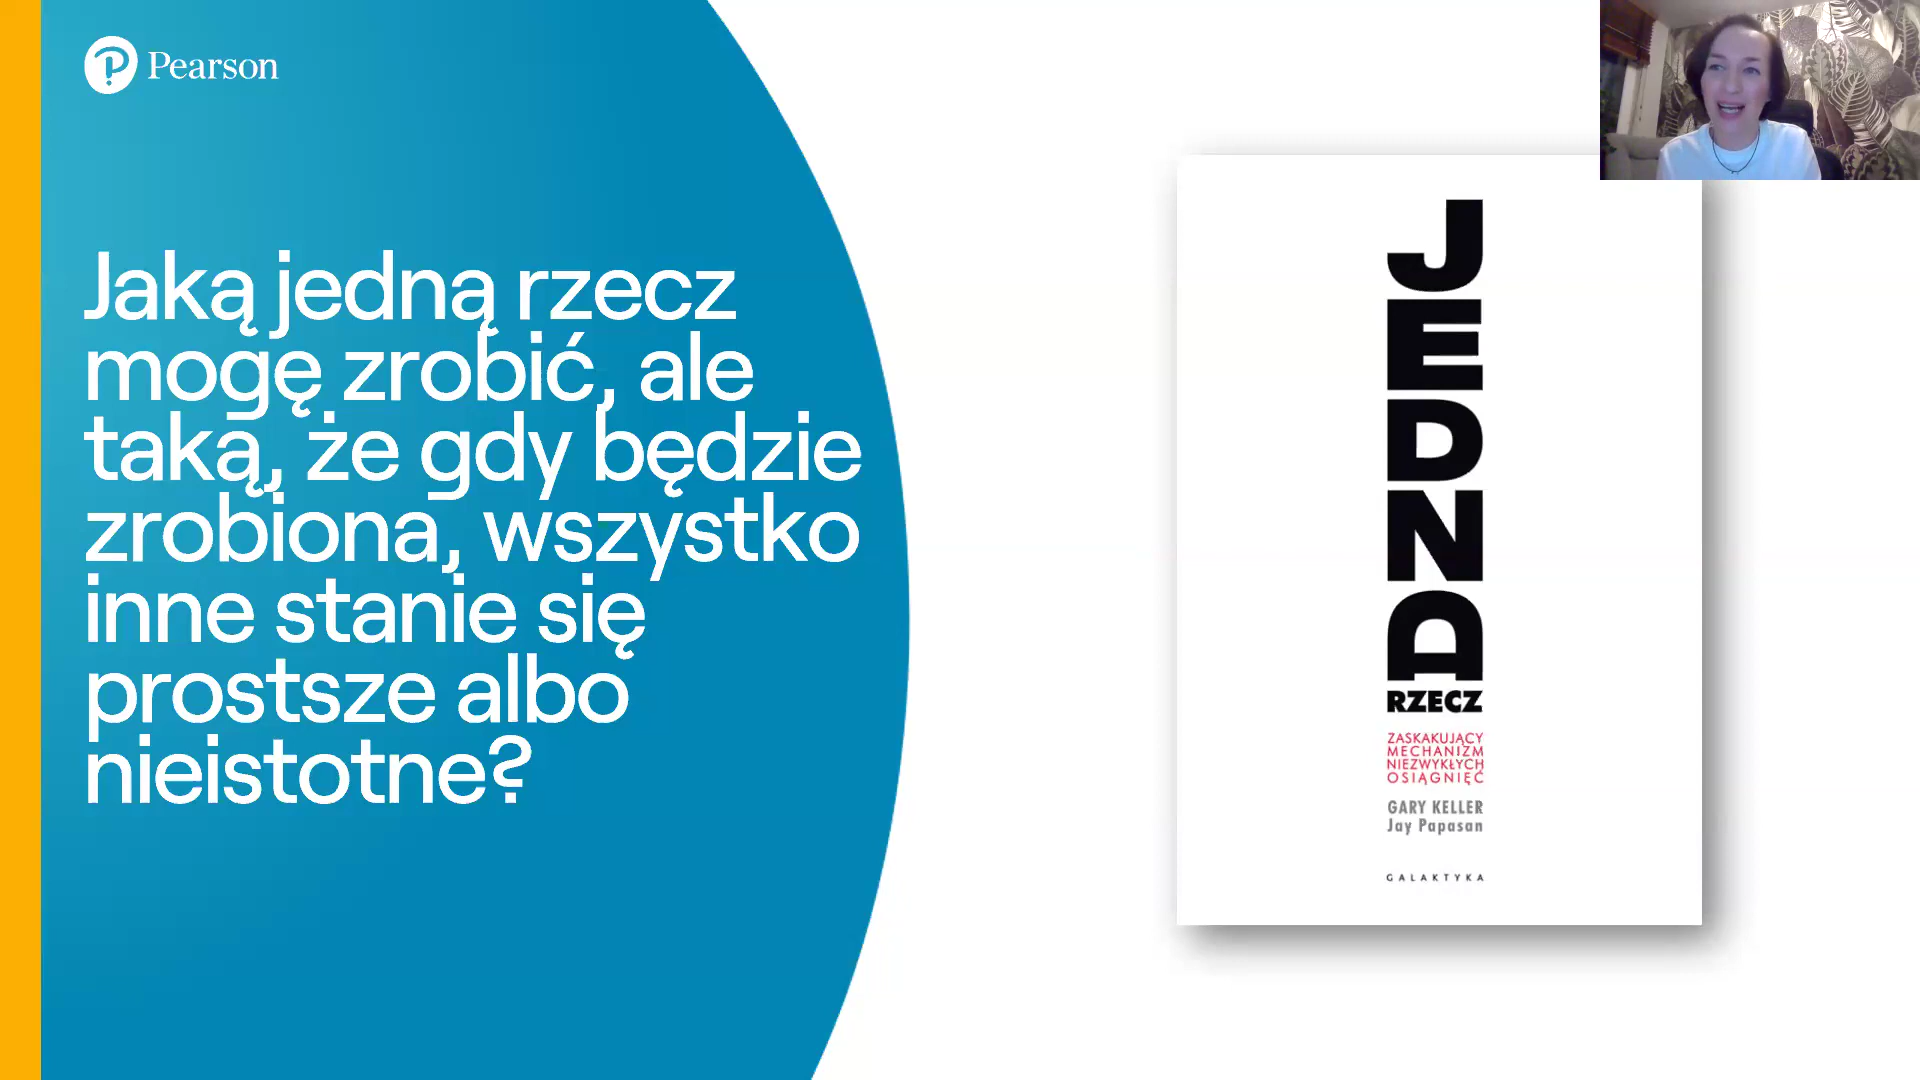 Pearson
Jaką jedną rzecz
mogę zrobić, ale
taką, że gdy będzie
zrobiona, wszystko
inne stanie się
prostsze albo
nieistotne?
JEDNA
RZECZ
ZASKAKUJĄCY
MECHANIZM
NIEZWYKŁYCH
OSIĄGNIĘĆ
GARY KELLER
Jay Papasan
GALAKTYKA